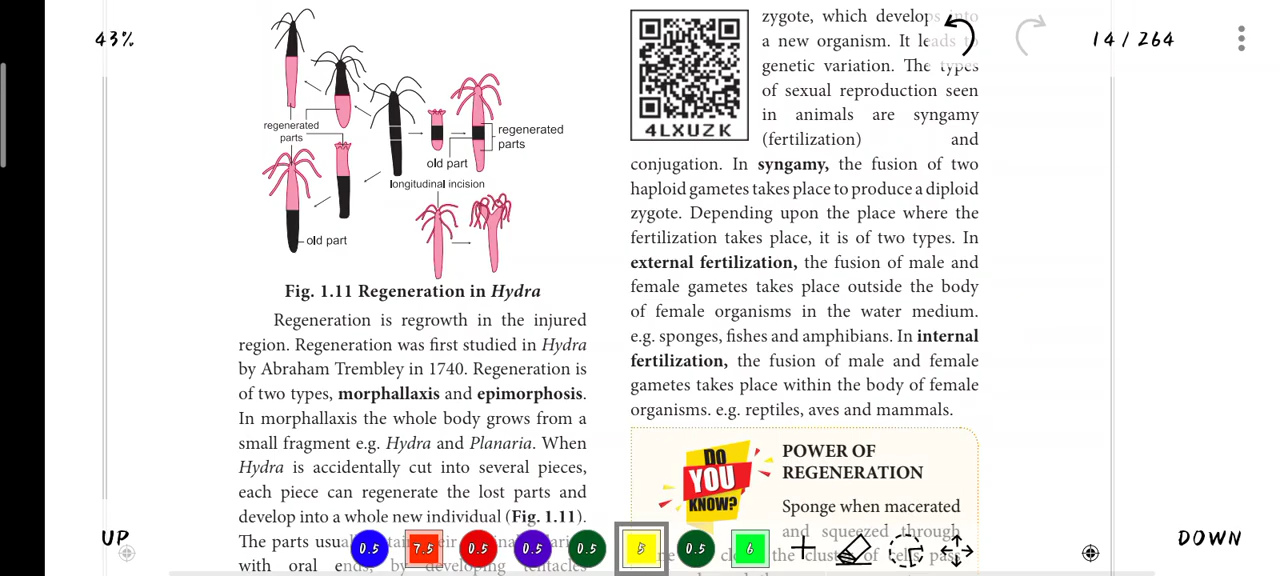 43%
14 / 264
regenerated
parts
regenerated
parts
old part
longitudinal incision
old part
Fig. 1.11 Regeneration in Hydra
Regeneration is regrowth in the injured
region. Regeneration was first studied in Hydra
by Abraham Trembley in 1740. Regeneration is
of two types, morphallaxis and epimorphosis.
In morphallaxis the whole body grows from a
small fragment e.g. Hydra and Planaria. When
Hydra is accidentally cut into several pieces,
each piece can regenerate the lost parts and
develop into a whole new individual (Fig. 1.11).
The parts
with oral ends, by developing tentacles
4LXUZK
zygote, which develops into
a new organism. It leads to
genetic variation. The types
of sexual reproduction seen
in animals are syngamy
(fertilization) and
conjugation. In syngamy, the fusion of two
haploid gametes takes place to produce a diploid
zygote. Depending upon the place where the
fertilization takes place, it is of two types. In
external fertilization, the fusion of male and
female gametes takes place outside the body
of female organisms in the water medium.
e.g. sponges, fishes and amphibians. In internal
fertilization, the fusion of male and female
gametes takes place within the body of female
organisms. e.g. reptiles, aves and mammals.
DO
YOU
KNOW?
POWER OF
REGENERATION
Sponge when macerated
and squeezed through
of cells pass
UP
0.5
7.5
0.5
0.5
0.5
5
0.5
6
DOWN